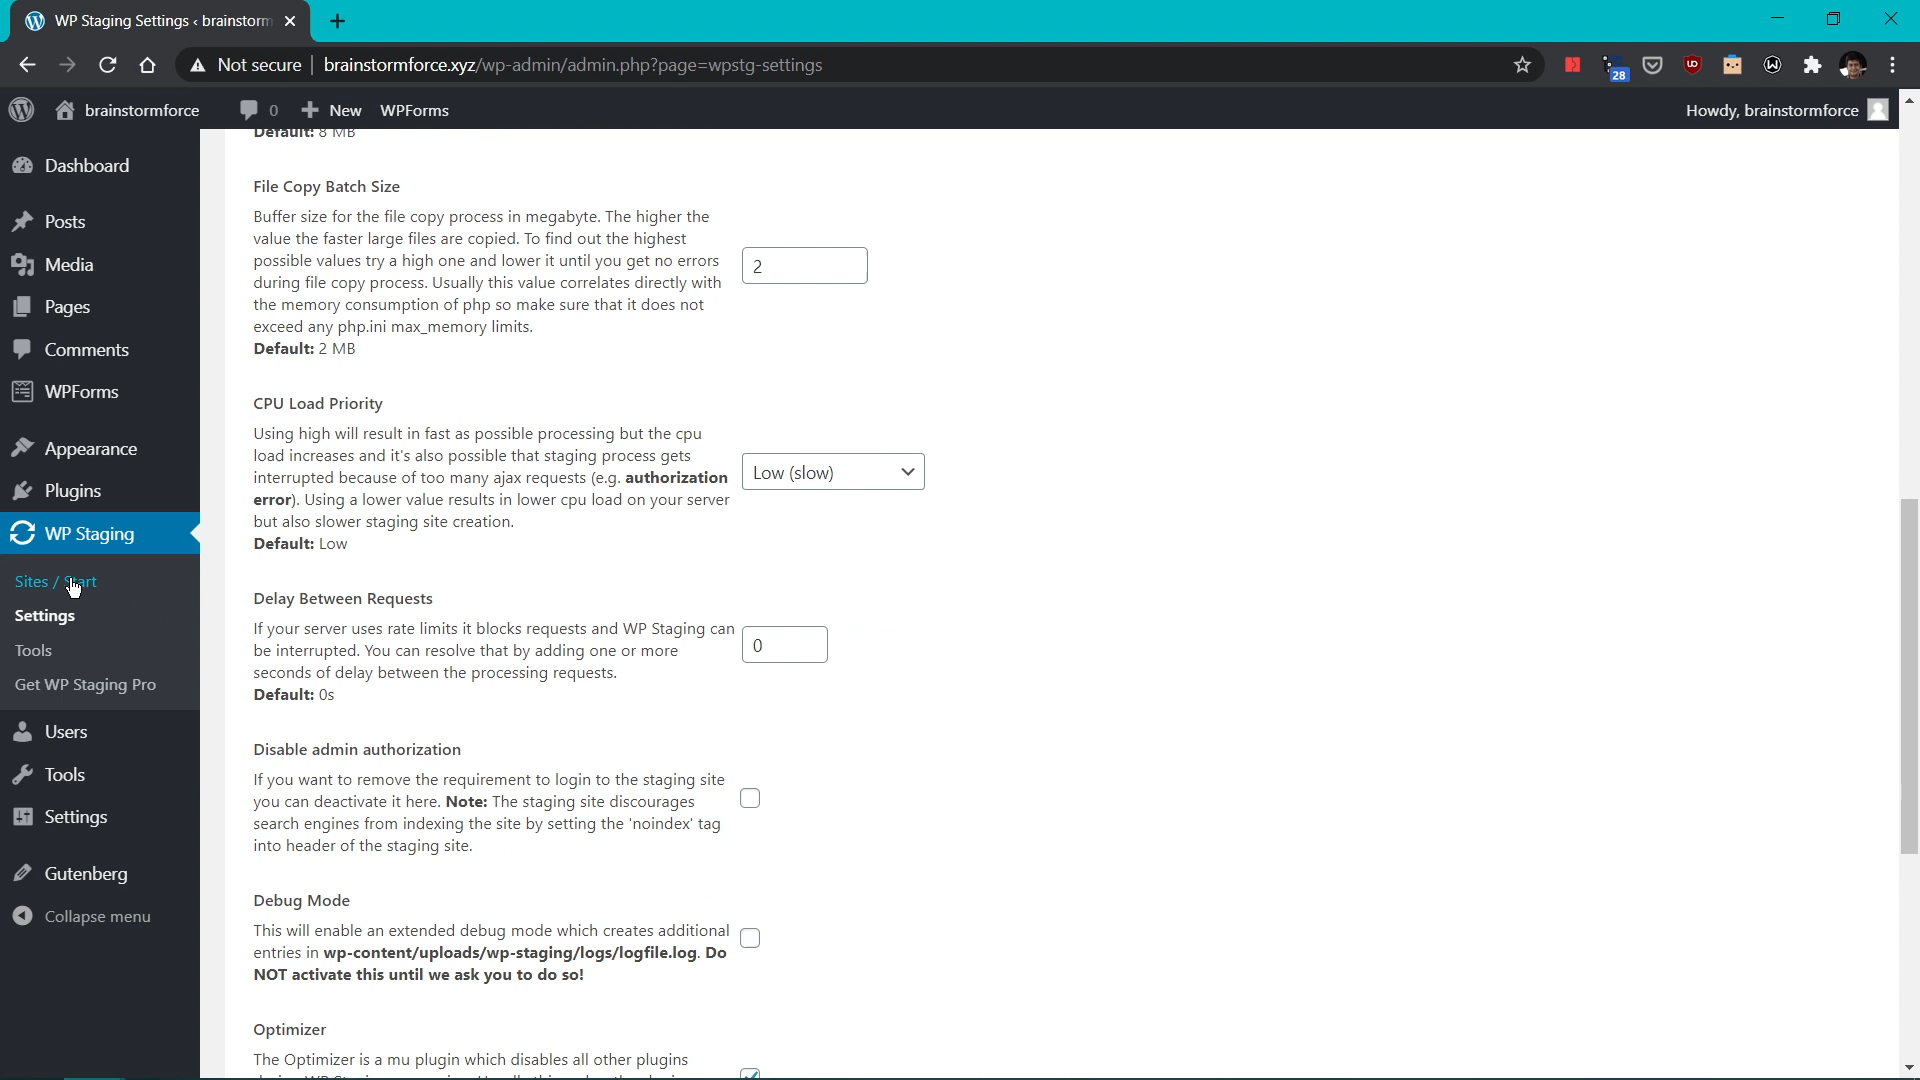 WP Staging Settings ‹ brainstorm
Not secure
brainstormforce.xyz/wp-admin/admin.php?page=wpstg-settings
28
brainstormforce
0
New
WPForms
Howdy, brainstormforce
Dashboard
Posts
Media
Pages
Comments
WPForms
Appearance
Plugins
WP Staging
Sites / Start
Settings
Tools
Get WP Staging Pro
Users
Tools
Settings
Gutenberg
Collapse menu
Default: 8 MB
File Copy Batch Size
Buffer size for the file copy process in megabyte. The higher the
value the faster large files are copied. To find out the highest
possible values try a high one and lower it until you get no errors
during file copy process. Usually this value correlates directly with
the memory consumption of php so make sure that it does not
exceed any php.ini max_memory limits.
Default: 2 MB
2
CPU Load Priority
Using high will result in fast as possible processing but the cpu
load increases and it's also possible that staging process gets
interrupted because of too many ajax requests (e.g. authorization
error). Using a lower value results in lower cpu load on your server
but also slower staging site creation.
Default: Low
Low (slow)
Delay Between Requests
If your server uses rate limits it blocks requests and WP Staging can
be interrupted. You can resolve that by adding one or more
seconds of delay between the processing requests.
Default: 0s
0
Disable admin authorization
If you want to remove the requirement to login to the staging site
you can deactivate it here. Note: The staging site discourages
search engines from indexing the site by setting the 'noindex' tag
into header of the staging site.
Debug Mode
This will enable an extended debug mode which creates additional
entries in wp-content/uploads/wp-staging/logs/logfile.log. Do
NOT activate this until we ask you to do so!
Optimizer
The Optimizer is a mu plugin which disables all other plugins